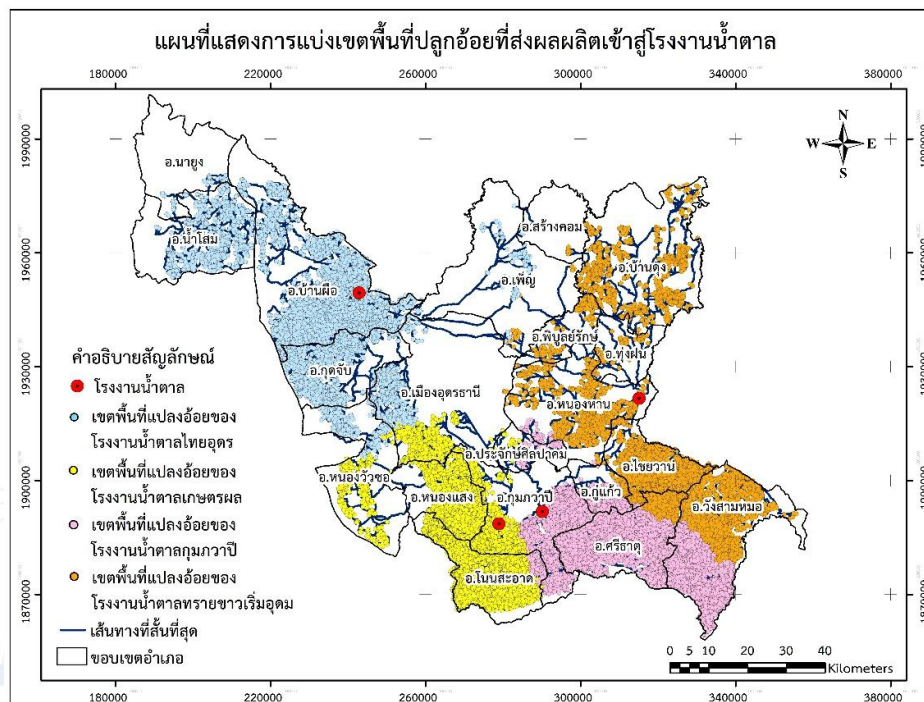 แผนที่แสดงการแบ่งเขตพื้นที่ปลูกอ้อยที่ส่งผลผลิตเข้าสู่โรงงานน้ำตาล
180000 220000 260000 300000 340000 380000
N
W E
S
1990000
1960000 1960000
1930000
1900000 1900000
1870000 1870000
อ.นายูง
อ.น้ำโสม
อ.สร้างคอม
อ.บ้านดุง
อ.เพ็ญ
อ.บ้านผือ
อ.พิบูลย์รักษ์
อ.ทุ่งฝน
อ.กุดจับ
อ.เมืองอุดรธานี
อ.หนองหาน
อ.ประจักษ์ศิลปาคม
อ.ไชยวาน
อ.หนองวัวซอ
อ.หนองแสง
อ.กุมภวาปี
อ.กู่แก้ว
อ.วังสามหมอ
อ.ศรีธาตุ
อ.โนนสะอาด
คำอธิบายสัญลักษณ์
โรงงานน้ำตาล
เขตพื้นที่แปลงอ้อยของ
โรงงานน้ำตาลไทยอุดร
เขตพื้นที่แปลงอ้อยของ
โรงงานน้ำตาลเกษตรผล
เขตพื้นที่แปลงอ้อยของ
โรงงานน้ำตาลกุมภวาปี
เขตพื้นที่แปลงอ้อยของ
โรงงานน้ำตาลทรายขาวเริ่มอุดม
เส้นทางที่สั้นที่สุด
ขอบเขตอำเภอ
0 5 10 20 30 40
Kilometers
180000 220000 260000 300000 340000 380000